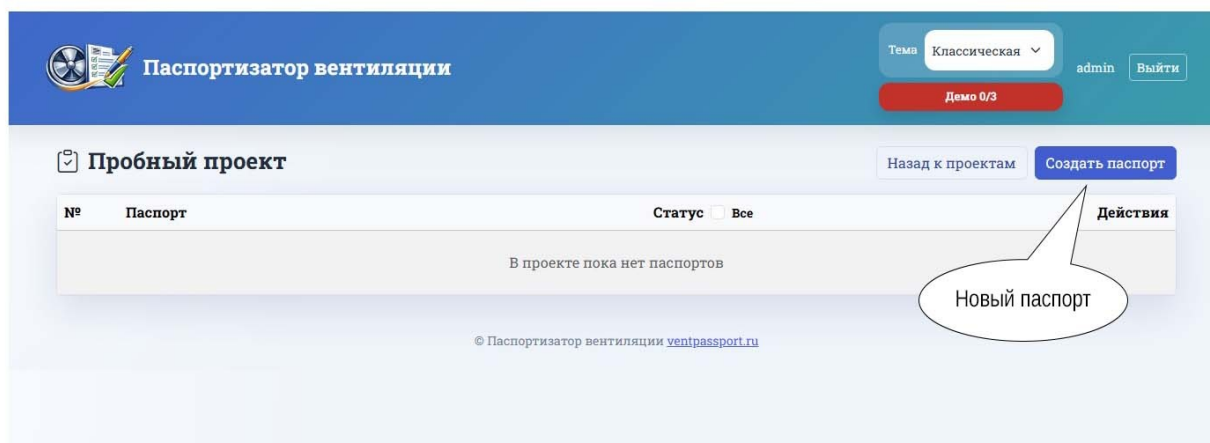 Паспортизатор вентиляции
Тема Классическая
admin Выйти
Демо 0/3
Пробный проект
Назад к проектам Создать паспорт
№ Паспорт Статус Все Действия
В проекте пока нет паспортов
Новый паспорт
© Паспортизатор вентиляции ventpassport.ru